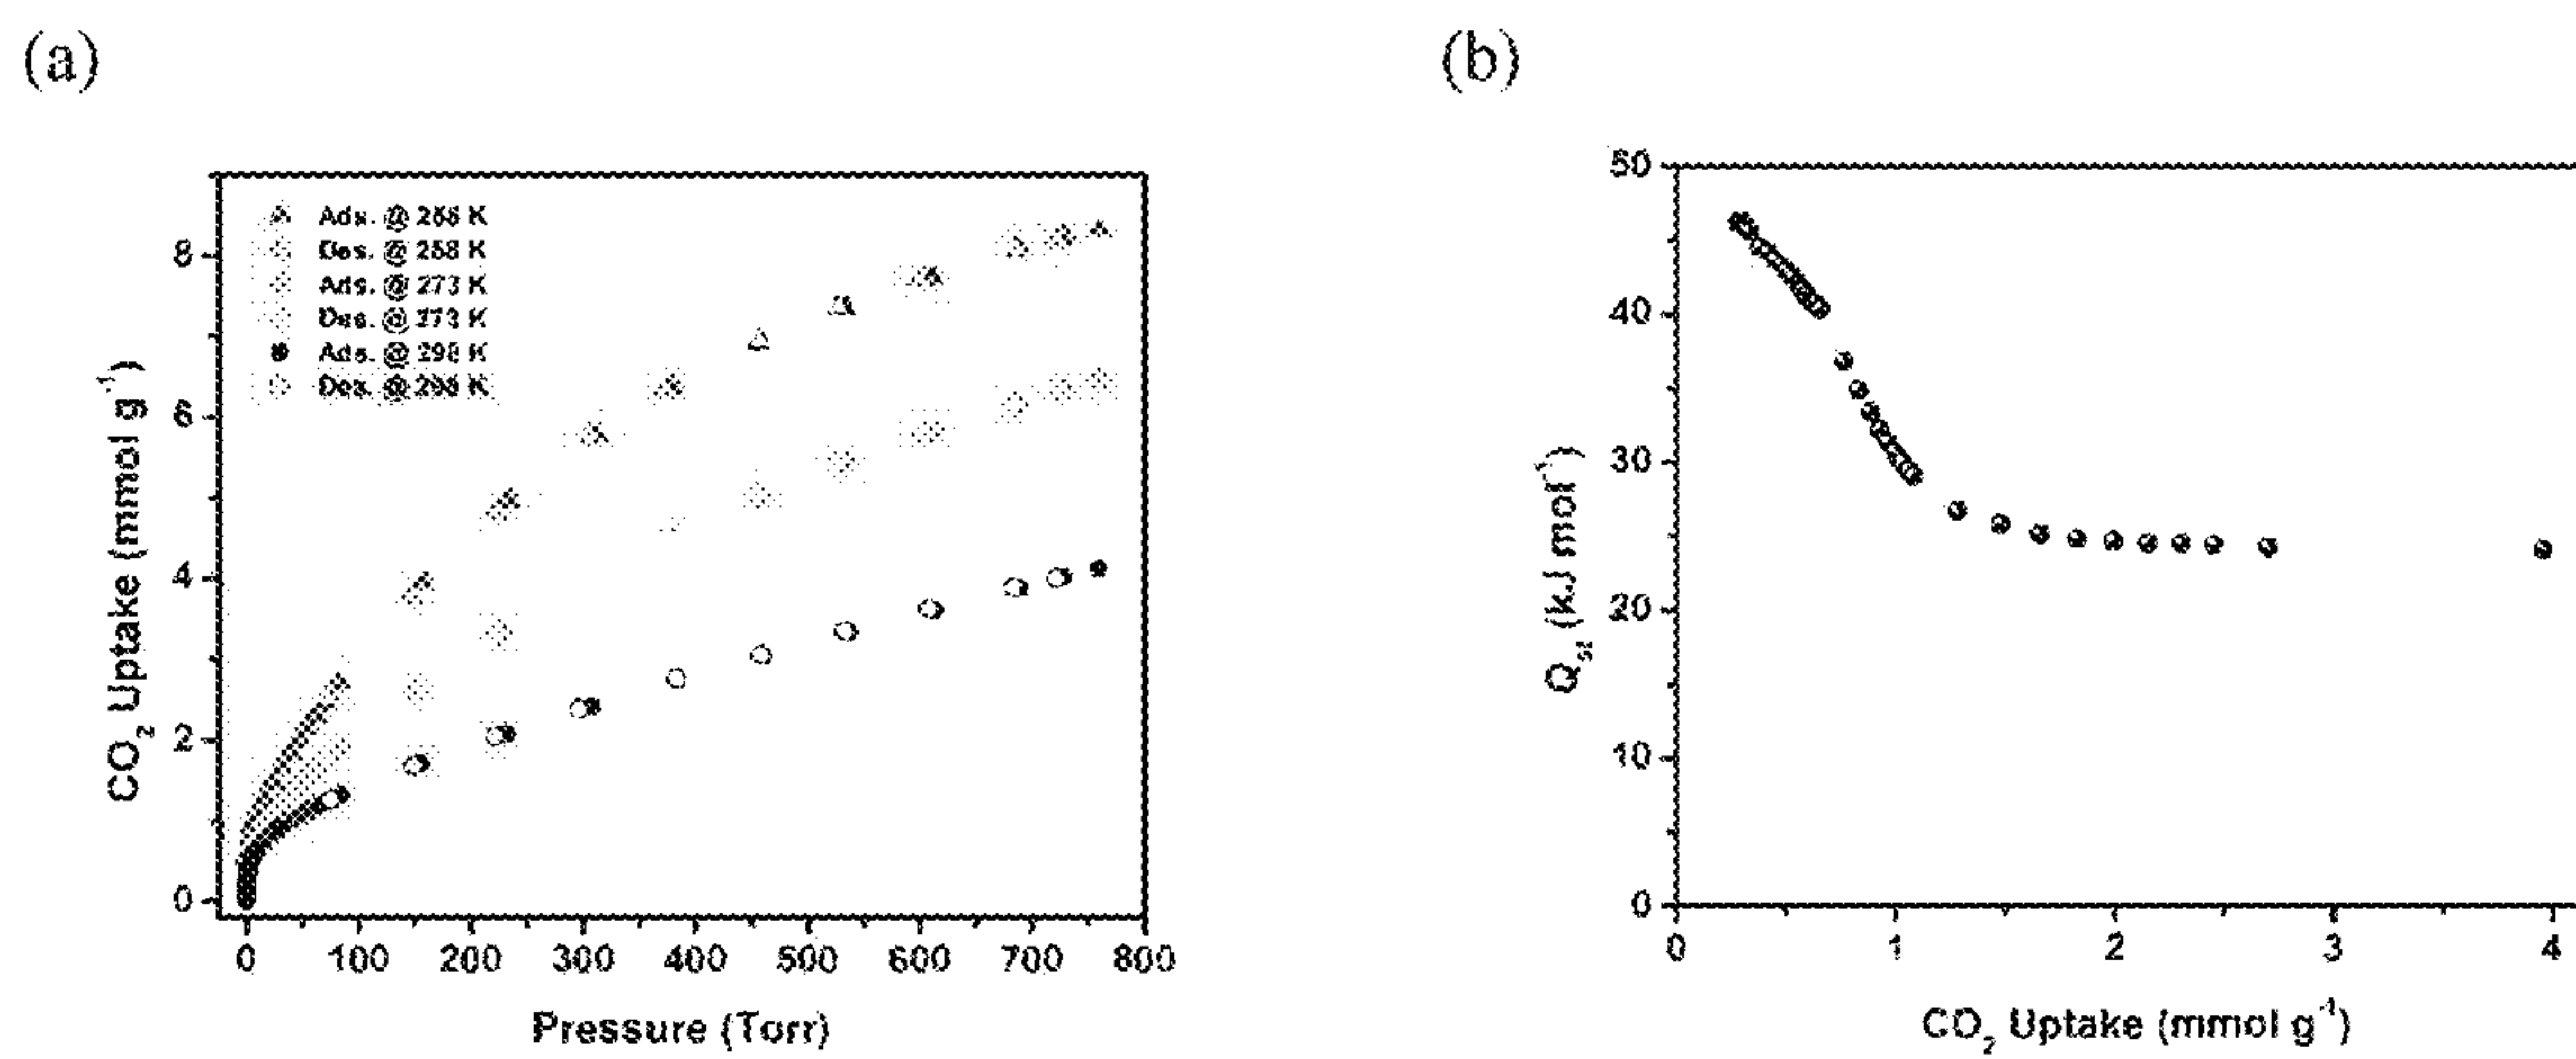 (a)
(b)
Ads. @ K
Des. @ 258 K
Ads. @ 273 K
Des. @ 273 K
Ads. @ 298 K
Des. @ K
8
6
4
2
0
CO₂ Uptake (mmol g⁻¹)
0 100 200 300 400 500 600 700 800
Pressure (Torr)
50
40
30
20
10
0
Qst (kJ mol⁻¹)
0 1 2 3 4
CO₂ Uptake (mmol g⁻¹)